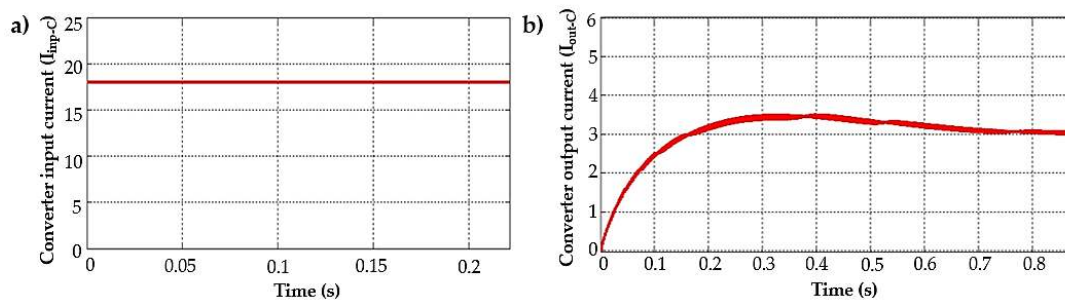 a)
Converter input current (I_inp-C)
25
20
15
10
5
0
0 0.05 0.1 0.15 0.2
Time (s)
b)
Converter output current (I_out-C)
6
5
4
3
2
1
0
0 0.1 0.2 0.3 0.4 0.5 0.6 0.7 0.8
Time (s)